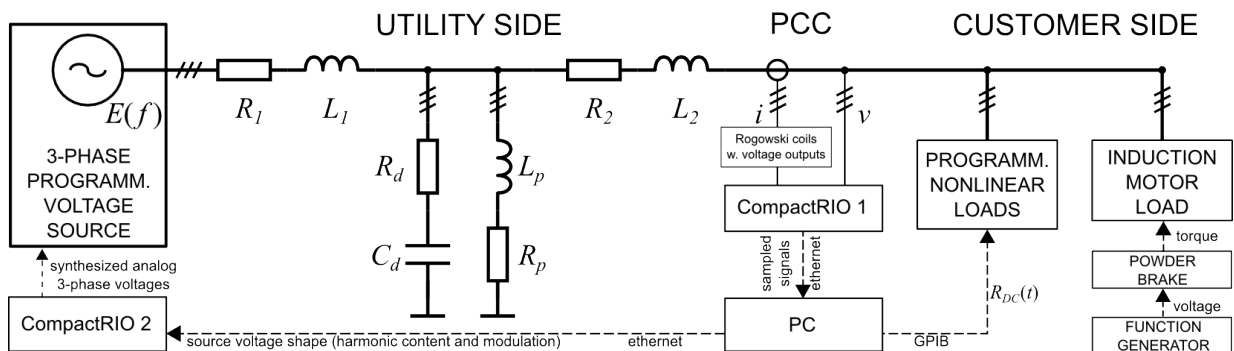 UTILITY SIDE
PCC
CUSTOMER SIDE
E(f)
R1
L1
R2
L2
i
v
3-PHASE
PROGRAMM.
VOLTAGE
SOURCE
Rd
Lp
Cd
Rp
Rogowski coils
w. voltage outputs
CompactRIO 1
PROGRAMM.
NONLINEAR
LOADS
INDUCTION
MOTOR
LOAD
sampled
signals
ethernet
torque
POWDER
BRAKE
voltage
FUNCTION
GENERATOR
synthesized analog
3-phase voltages
CompactRIO 2
PC
RDC(t)
source voltage shape (harmonic content and modulation)
ethernet
GPIB